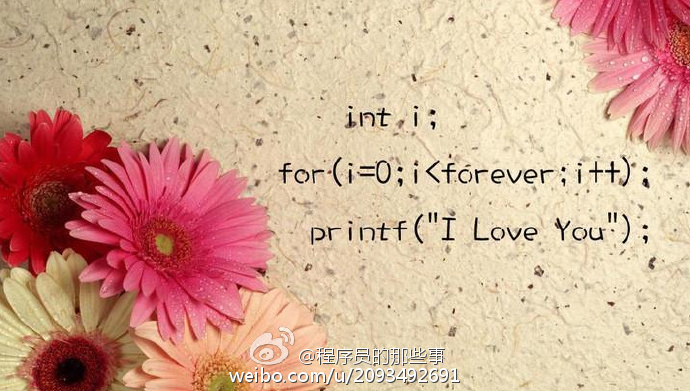 int i;
for(i=0;i<forever;i++);
printf("I Love You");
@程序员的那些事
weibo.com/u/2093492691